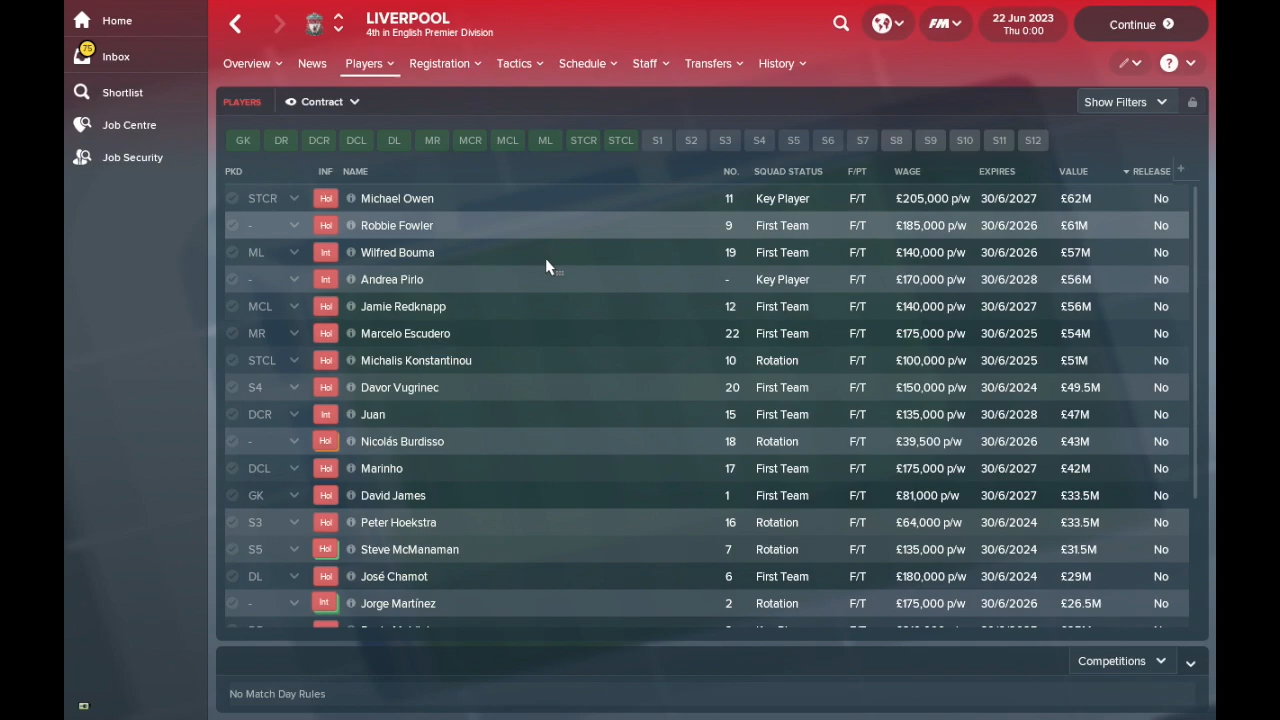 Home
Inbox
75
Shortlist
Job Centre
Job Security
LIVERPOOL
4th in English Premier Division
FM
22 Jun 2023
Thu 0:00
Continue
Overview News Players Registration Tactics Schedule Staff Transfers History ?
PLAYERS Contract Show Filters
GK DR DCR DCL DL MR MCR MCL ML STCR STCL S1 S2 S3 S4 S5 S6 S7 S8 S9 S10 S11 S12
PKD INF NAME NO. SQUAD STATUS F/PT WAGE EXPIRES VALUE RELEASE +
STCR Hol Michael Owen 11 Key Player F/T £205,000 p/w 30/6/2027 £62M No
- Hol Robbie Fowler 9 First Team F/T £185,000 p/w 30/6/2026 £61M No
ML Int Wilfred Bouma 19 First Team F/T £140,000 p/w 30/6/2026 £57M No
- Int Andrea Pirlo - Key Player F/T £170,000 p/w 30/6/2028 £56M No
MCL Hol Jamie Redknapp 12 First Team F/T £140,000 p/w 30/6/2027 £56M No
MR Hol Marcelo Escudero 22 First Team F/T £175,000 p/w 30/6/2025 £54M No
STCL Hol Michalis Konstantinou 10 Rotation F/T £100,000 p/w 30/6/2025 £51M No
S4 Hol Davor Vugrinec 20 First Team F/T £150,000 p/w 30/6/2024 £49.5M No
DCR Int Juan 15 First Team F/T £135,000 p/w 30/6/2028 £47M No
- Hol Nicolás Burdisso 18 Rotation F/T £39,500 p/w 30/6/2026 £43M No
DCL Hol Marinho 17 First Team F/T £175,000 p/w 30/6/2027 £42M No
GK Hol David James 1 First Team F/T £81,000 p/w 30/6/2027 £33.5M No
S3 Hol Peter Hoekstra 16 Rotation F/T £64,000 p/w 30/6/2024 £33.5M No
S5 Hol Steve McManaman 7 Rotation F/T £135,000 p/w 30/6/2024 £31.5M No
DL Hol José Chamot 6 First Team F/T £180,000 p/w 30/6/2024 £29M No
- Int Jorge Martínez 2 Rotation F/T £175,000 p/w 30/6/2026 £26.5M No
Competitions
No Match Day Rules